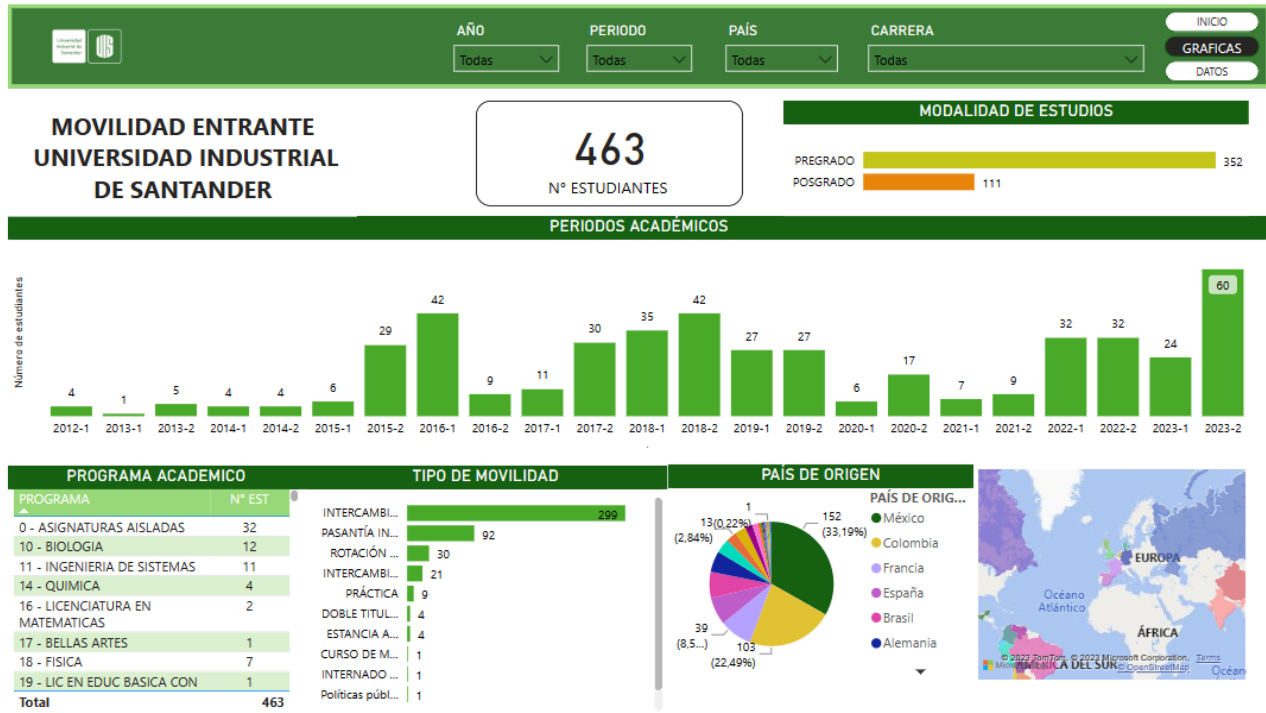 Universidad
Industrial de
Santander
UIS
AÑO
PERIODO
PAÍS
CARRERA
Todas
Todas
Todas
Todas
INICIO
GRAFICAS
DATOS
MOVILIDAD ENTRANTE
UNIVERSIDAD INDUSTRIAL
DE SANTANDER
463
N° ESTUDIANTES
MODALIDAD DE ESTUDIOS
PREGRADO 352
POSGRADO 111
PERIODOS ACADÉMICOS
Número de estudiantes
4 1 5 4 4 6 29 42 9 11 30 35 42 27 27 6 17 7 9 32 32 24 60
2012-1 2013-1 2013-2 2014-1 2014-2 2015-1 2015-2 2016-1 2016-2 2017-1 2017-2 2018-1 2018-2 2019-1 2019-2 2020-1 2020-2 2021-1 2021-2 2022-1 2022-2 2023-1 2023-2
PROGRAMA ACADEMICO
PROGRAMA N° EST
0 - ASIGNATURAS AISLADAS 32
10 - BIOLOGIA 12
11 - INGENIERIA DE SISTEMAS 11
14 - QUIMICA 4
16 - LICENCIATURA EN 2
MATEMATICAS
17 - BELLAS ARTES 1
18 - FISICA 7
19 - LIC EN EDUC BASICA CON 1
Total 463
TIPO DE MOVILIDAD
INTERCAMBI... 299
PASANTÍA IN... 92
ROTACIÓN ... 30
INTERCAMBI... 21
PRÁCTICA 9
DOBLE TITUL... 4
ESTANCIA A... 4
CURSO DE M... 1
INTERNADO ... 1
Políticas públ... 1
PAÍS DE ORIGEN
1
(0,22%)
13
(2,84%)
152
(33,19%)
39
(8,5...)
103
(22,49%)
PAÍS DE ORIG...
México
Colombia
Francia
España
Brasil
Alemania
EUROPA
Océano
Atlántico
ÁFRICA
AMÉRICA DEL SUR
© 2023 TomTom, © 2023 Microsoft Corporation, Terms
© OpenStreetMap